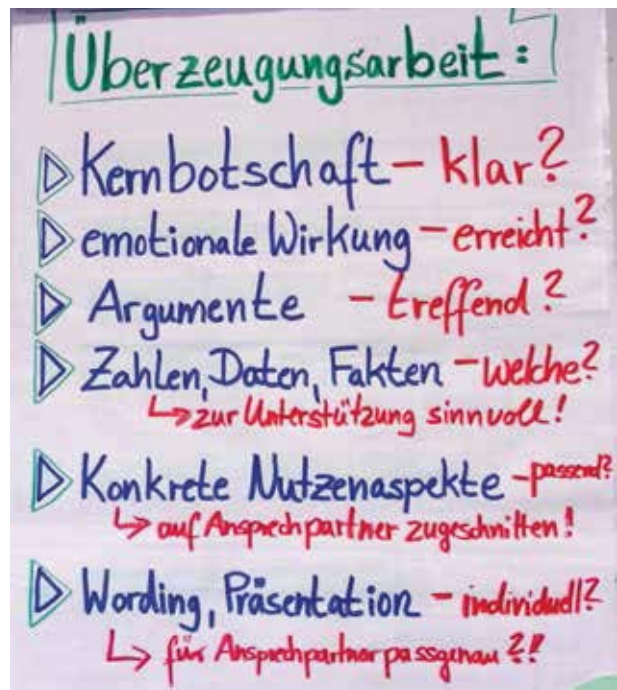 Überzeugungsarbeit:
Kernbotschaft – klar?
emotionale Wirkung – erreicht?
Argumente – treffend?
Zahlen, Daten, Fakten – welche?
↳ zur Unterstützung sinnvoll!
Konkrete Nutzenaspekte – passend?
↳ auf Ansprechpartner zugeschnitten!
Wording, Präsentation – individuell?
↳ für Ansprechpartner passgenau?!